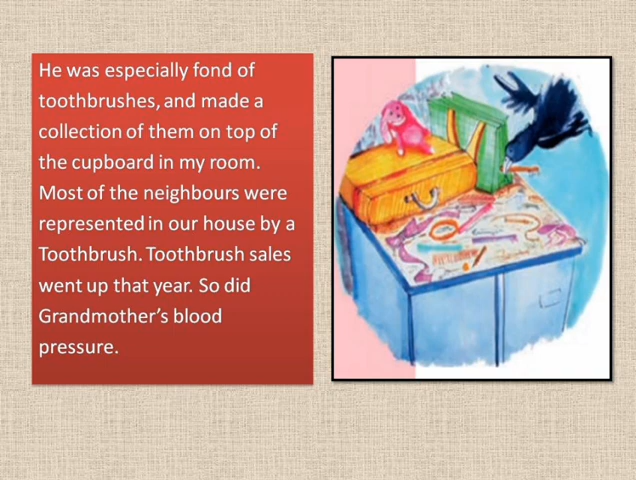 He was especially fond of
toothbrushes, and made a
collection of them on top of
the cupboard in my room.
Most of the neighbours were
represented in our house by a
Toothbrush. Toothbrush sales
went up that year. So did
Grandmother’s blood
pressure.